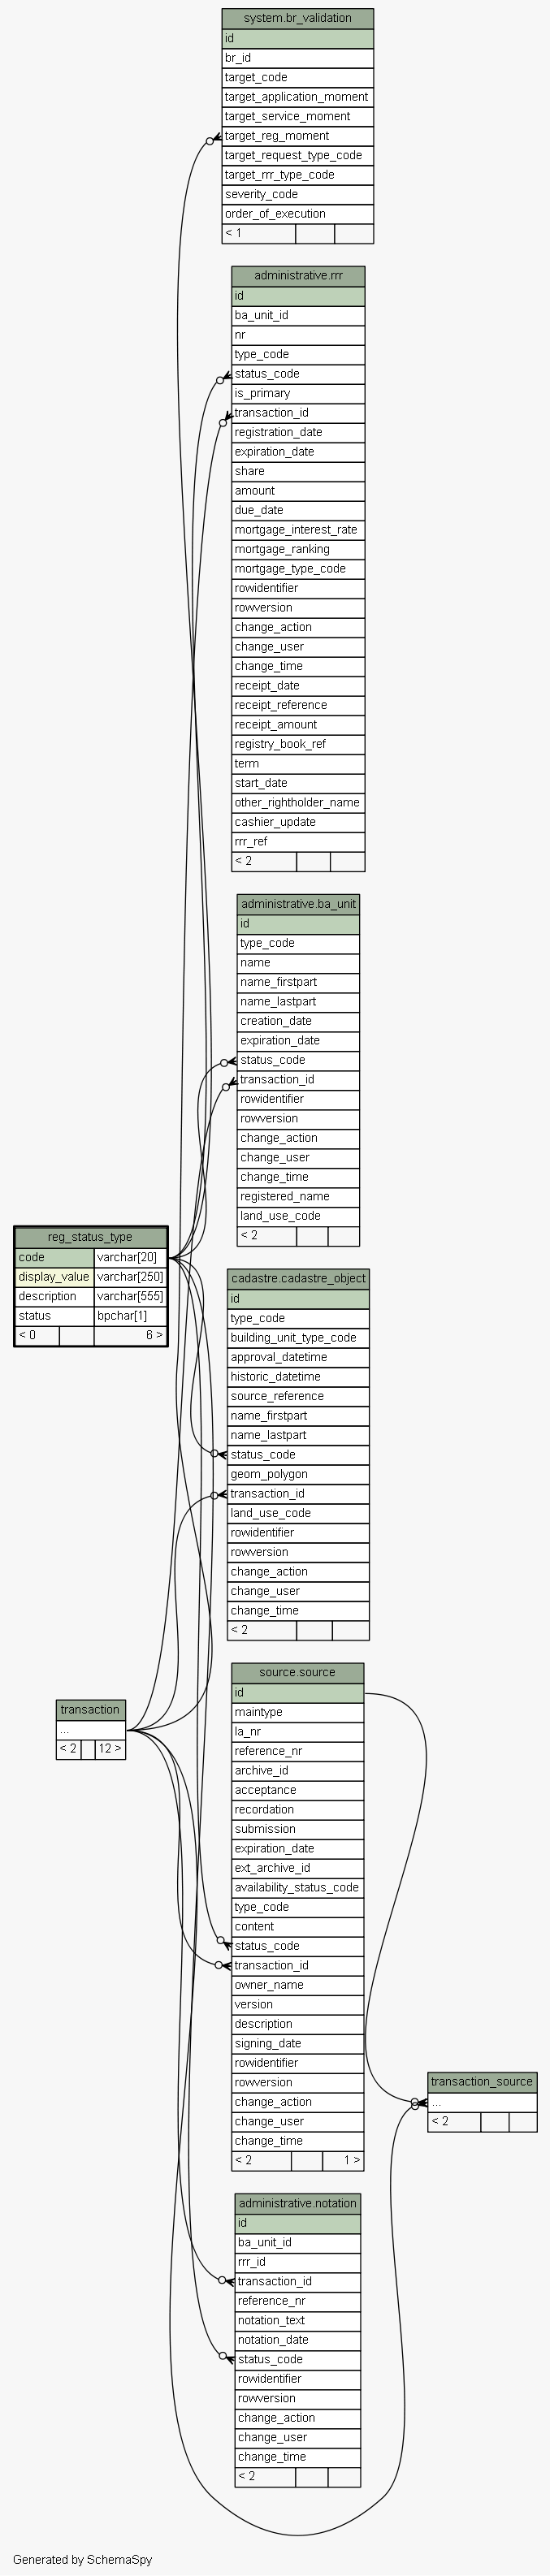 system.br_validation
id
br_id
target_code
target_application_moment
target_service_moment
target_reg_moment
target_request_type_code
target_rrr_type_code
severity_code
order_of_execution
< 1
administrative.rrr
id
ba_unit_id
nr
type_code
status_code
is_primary
transaction_id
registration_date
expiration_date
share
amount
due_date
mortgage_interest_rate
mortgage_ranking
mortgage_type_code
rowidentifier
rowversion
change_action
change_user
change_time
receipt_date
receipt_reference
receipt_amount
registry_book_ref
term
start_date
other_rightholder_name
cashier_update
rrr_ref
< 2
administrative.ba_unit
id
type_code
name
name_firstpart
name_lastpart
creation_date
expiration_date
status_code
transaction_id
rowidentifier
rowversion
change_action
change_user
change_time
registered_name
land_use_code
< 2
reg_status_type
code varchar[20]
display_value varchar[250]
description varchar[555]
status bpchar[1]
< 0 6 >
cadastre.cadastre_object
id
type_code
building_unit_type_code
approval_datetime
historic_datetime
source_reference
name_firstpart
name_lastpart
status_code
geom_polygon
transaction_id
land_use_code
rowidentifier
rowversion
change_action
change_user
change_time
< 2
source.source
id
maintype
la_nr
reference_nr
archive_id
acceptance
recordation
submission
expiration_date
ext_archive_id
availability_status_code
type_code
content
status_code
transaction_id
owner_name
version
description
signing_date
rowidentifier
rowversion
change_action
change_user
change_time
< 2 1 >
transaction
...
< 2 12 >
transaction_source
...
< 2
administrative.notation
id
ba_unit_id
rrr_id
transaction_id
reference_nr
notation_text
notation_date
status_code
rowidentifier
rowversion
change_action
change_user
change_time
< 2
Generated by SchemaSpy